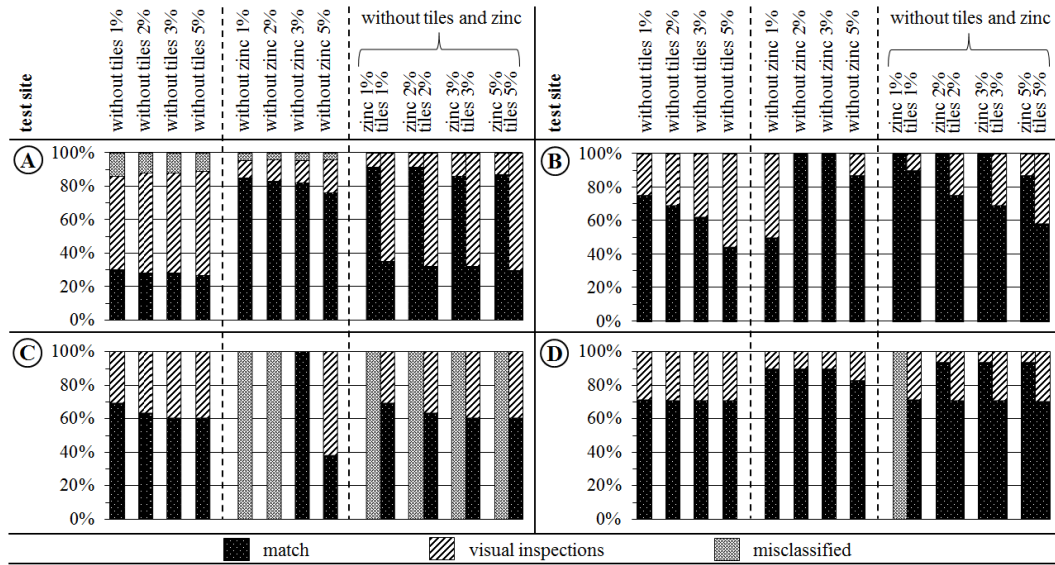 without tiles and zinc
without tiles and zinc
test site
without tiles 1%
without tiles 2%
without tiles 3%
without tiles 5%
without zinc 1%
without zinc 2%
without zinc 3%
without zinc 5%
zinc 1%
tiles 1%
zinc 2%
tiles 2%
zinc 3%
tiles 3%
zinc 5%
tiles 5%
test site
without tiles 1%
without tiles 2%
without tiles 3%
without tiles 5%
without zinc 1%
without zinc 2%
without zinc 3%
without zinc 5%
zinc 1%
tiles 1%
zinc 2%
tiles 2%
zinc 3%
tiles 3%
zinc 5%
tiles 5%
A
100%
80%
60%
40%
20%
0%
B
100%
80%
60%
40%
20%
0%
C
100%
80%
60%
40%
20%
0%
D
100%
80%
60%
40%
20%
0%
match
visual inspections
misclassified